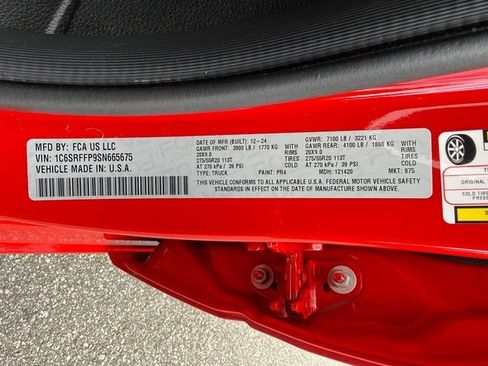 MFD BY: FCA US LLC
VIN: 1C6SRFFP9SN665675
VEHICLE MADE IN: U.S.A.
DATE OF MFR (BUILT): 12-24
GAWR FRONT: 3900 LB / 1770 KG WITH
20X9.0 RIMS
275/55R20 113T TIRES
AT 270 kPa / 39 PSI COLD
TYPE: TRUCK
GVWR: 7100 LB / 3221 KG
GAWR REAR: 4100 LB / 1860 KG WITH
20X9.0 RIMS
275/55R20 113T TIRES
AT 270 kPa / 39 PSI COLD
PAINT: PR4
MDH: 121420
MKT: 875
THIS VEHICLE CONFORMS TO ALL APPLICABLE U.S.A. FEDERAL MOTOR VEHICLE SAFETY
STANDARDS IN EFFECT ON THE DATE OF MANUFACTURE SHOWN ABOVE.
ORIGINAL
COLD TIRE